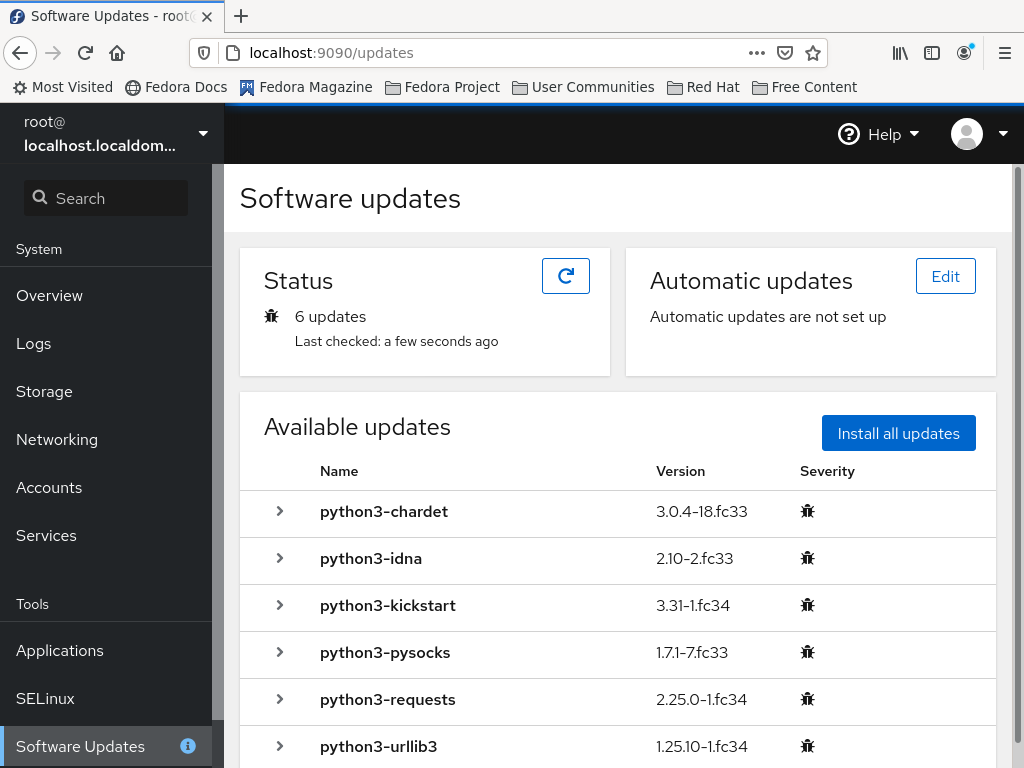 Software Updates - root
localhost:9090/updates
Most Visited
Fedora Docs
Fedora Magazine
Fedora Project
User Communities
Red Hat
Free Content
root@
localhost.localdom...
Help
Search
System
Overview
Logs
Storage
Networking
Accounts
Services
Tools
Applications
SELinux
Software Updates
Software updates
Status
6 updates
Last checked: a few seconds ago
Automatic updates
Edit
Automatic updates are not set up
Available updates
Install all updates
Name Version Severity
python3-chardet 3.0.4-18.fc33
python3-idna 2.10-2.fc33
python3-kickstart 3.31-1.fc34
python3-pysocks 1.7.1-7.fc33
python3-requests 2.25.0-1.fc34
python3-urllib3 1.25.10-1.fc34